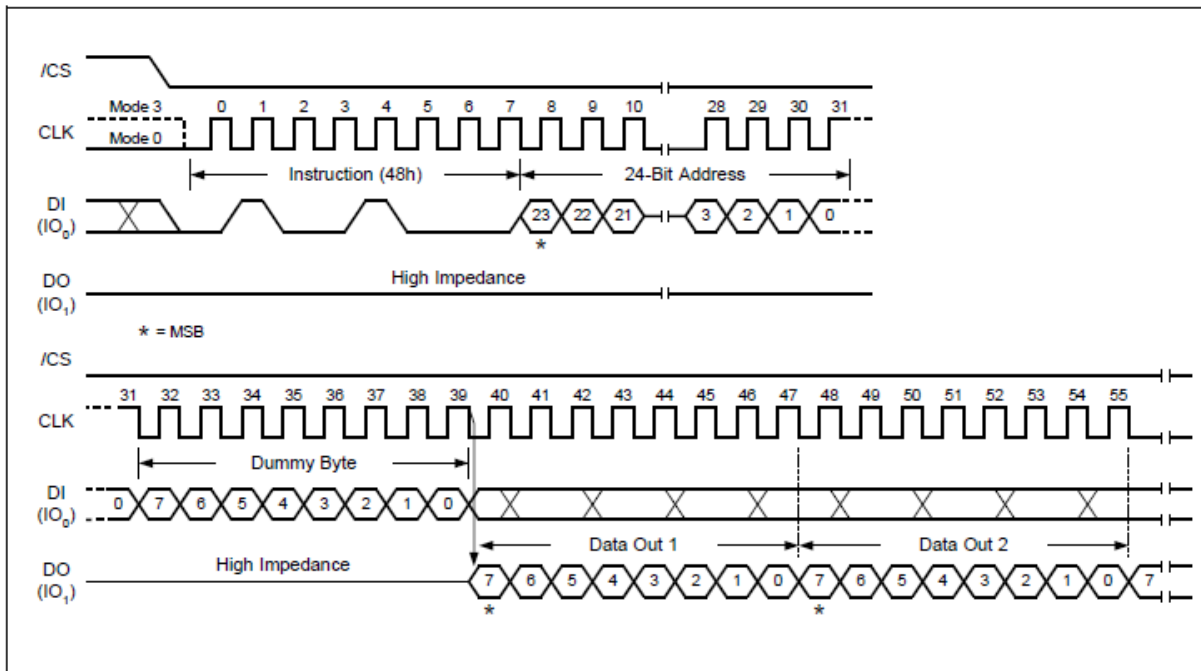 /CS
Mode 3 0 1 2 3 4 5 6 7 8 9 10 28 29 30 31
CLK
Mode 0
Instruction (48h) 24-Bit Address
DI
(IO0)
23 22 21 3 2 1 0
*
High Impedance
DO
(IO1)
* = MSB
/CS
31 32 33 34 35 36 37 38 39 40 41 42 43 44 45 46 47 48 49 50 51 52 53 54 55
CLK
Dummy Byte
DI
(IO0)
0 7 6 5 4 3 2 1 0
Data Out 1 Data Out 2
High Impedance
DO
(IO1)
7 6 5 4 3 2 1 0 7 6 5 4 3 2 1 0 7
* *